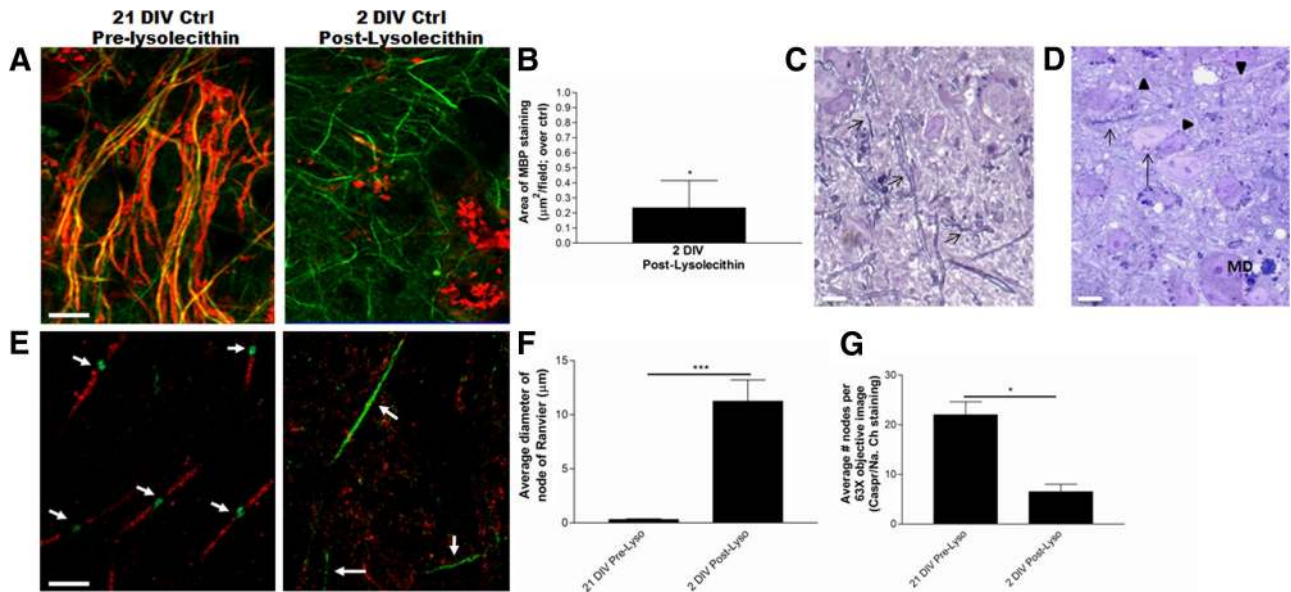 21 DIV Ctrl
Pre-lysolecithin
2 DIV Ctrl
Post-Lysolecithin
A
B
Area of MBP staining
(μm²/field; over ctrl)
1.0
0.9
0.8
0.7
0.6
0.5
0.4
0.3
0.2
0.1
0.0
*
2 DIV
Post-Lysolecithin
C
D
MD
E
F
Average diameter of
node of Ranvier (μm)
15
10
5
0
***
21 DIV Pre-Lyso
2 DIV Post-Lyso
G
Average # nodes per
63X objective image
(Caspr/Na. Ch staining)
30
20
10
0
*
21 DIV Pre-Lyso
2 DIV Post-Lyso